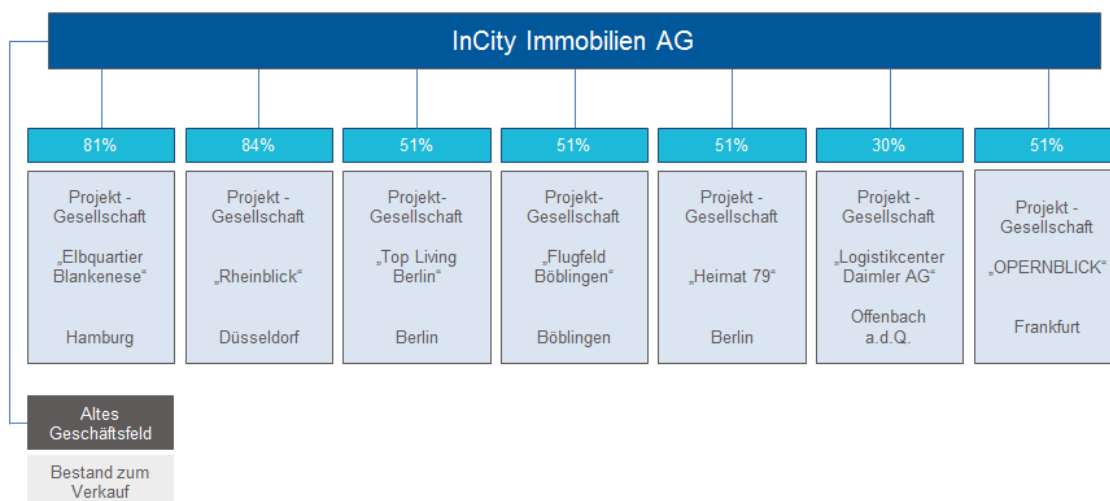 InCity Immobilien AG
81%
84%
51%
51%
51%
30%
51%
Projekt -
Gesellschaft
„Elbquartier
Blankenese“
Hamburg
Projekt -
Gesellschaft
„Rheinblick“
Düsseldorf
Projekt-
Gesellschaft
„Top Living
Berlin“
Berlin
Projekt-
Gesellschaft
„Flugfeld
Böblingen“
Böblingen
Projekt -
Gesellschaft
„Heimat 79“
Berlin
Projekt -
Gesellschaft
„Logistikcenter
Daimler AG“
Offenbach
a.d.Q.
Projekt -
Gesellschaft
„OPERNBLICK“
Frankfurt
Altes
Geschäftsfeld
Bestand zum
Verkauf